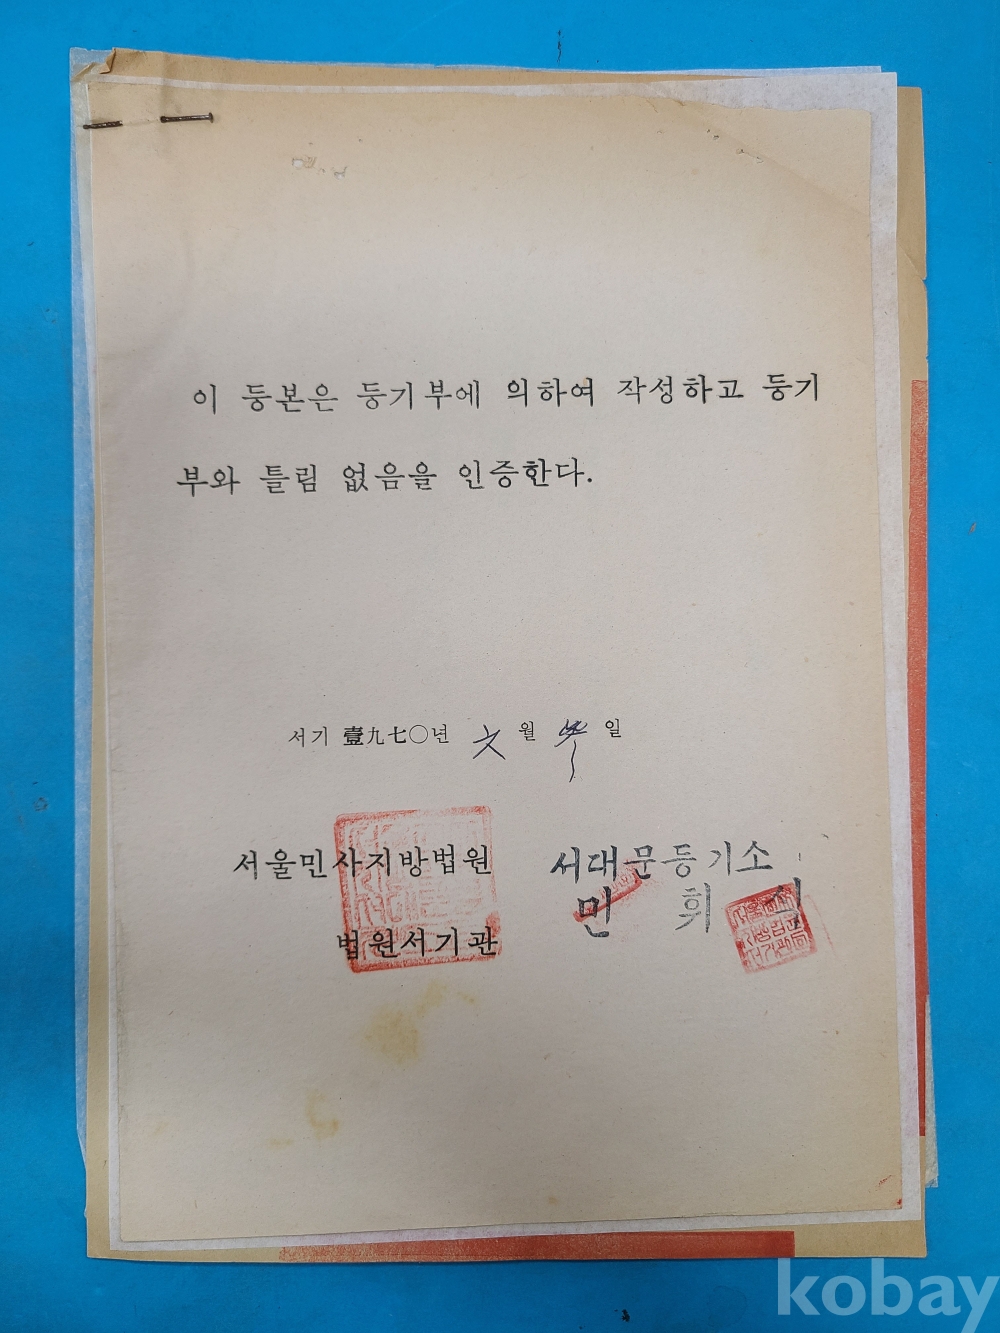 이 등본은 등기부에 의하여 작성하고 등기
부와 틀림 없음을 인증한다.
서기 壹九七〇년 월 일
서울민사지방법원 서대문등기소
법원서기관 민 휘 식
kobay